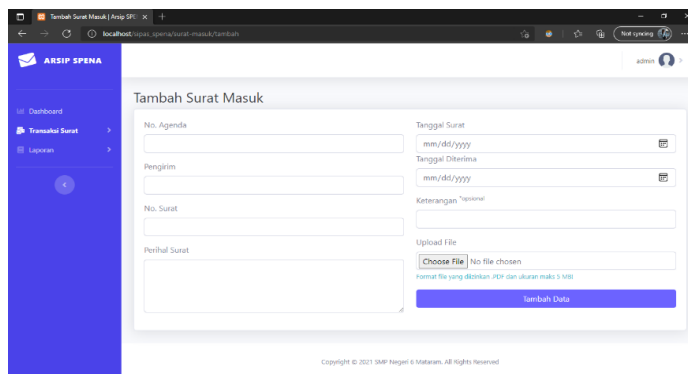 Tambah Surat Masuk | Arsip SPE
localhost/lapas_spena/surat-masuk/tambah
Not syncing
ARSIP SPENA
admin
Dashboard
Transaksi Surat
Laporan
Tambah Surat Masuk
No. Agenda
Pengirim
No. Surat
Perihal Surat
Tanggal Surat
mm/dd/yyyy
Tanggal Diterima
mm/dd/yyyy
Keterangan *opsional
Upload File
Choose File No file chosen
Format file yang diizinkan .PDF dan ukuran maks 5 MB!
Tambah Data
Copyright © 2021 SMP Negeri 6 Mataram. All Rights Reserved